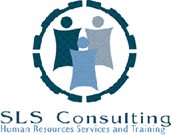 SLS Consulting
Human Resources Services and Training